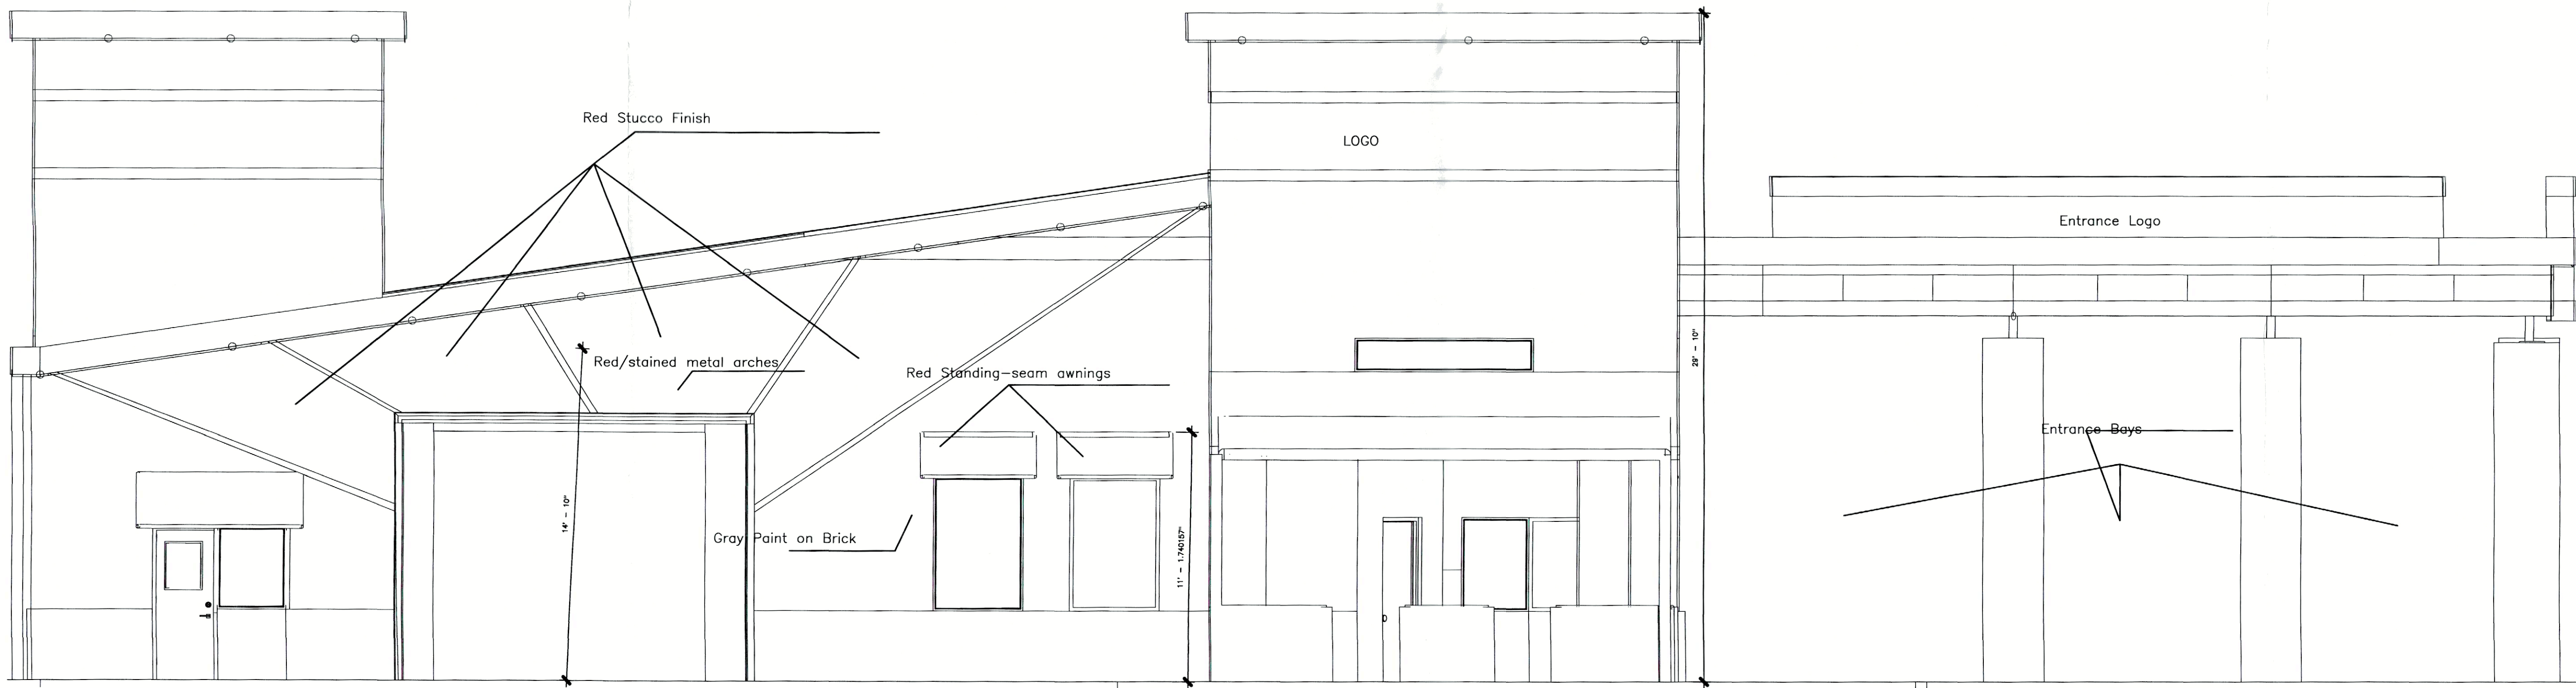 Red Stucco Finish
LOGO
Entrance Logo
Red/stained metal arches
Red Standing-seam awnings
29' - 10"
Entrance Bays
14' - 10"
Gray Paint on Brick
11' - 1.740157"